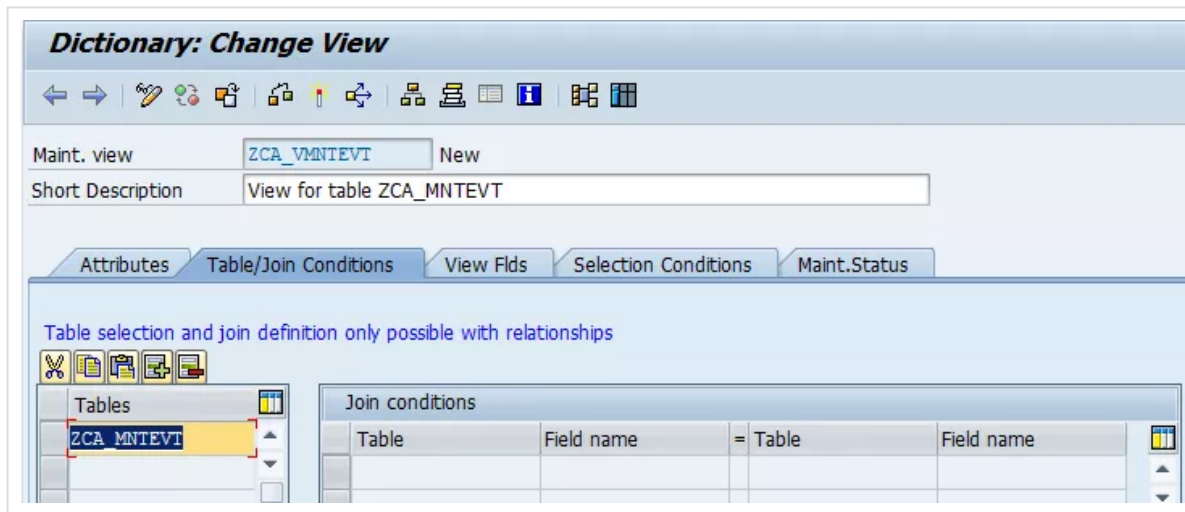 Dictionary: Change View
Maint. view ZCA_VMNTEVT New
Short Description View for table ZCA_MNTEVT
Attributes Table/Join Conditions View Flds Selection Conditions Maint.Status
Table selection and join definition only possible with relationships
Tables Join conditions
ZCA_MNTEVT Table Field name = Table Field name